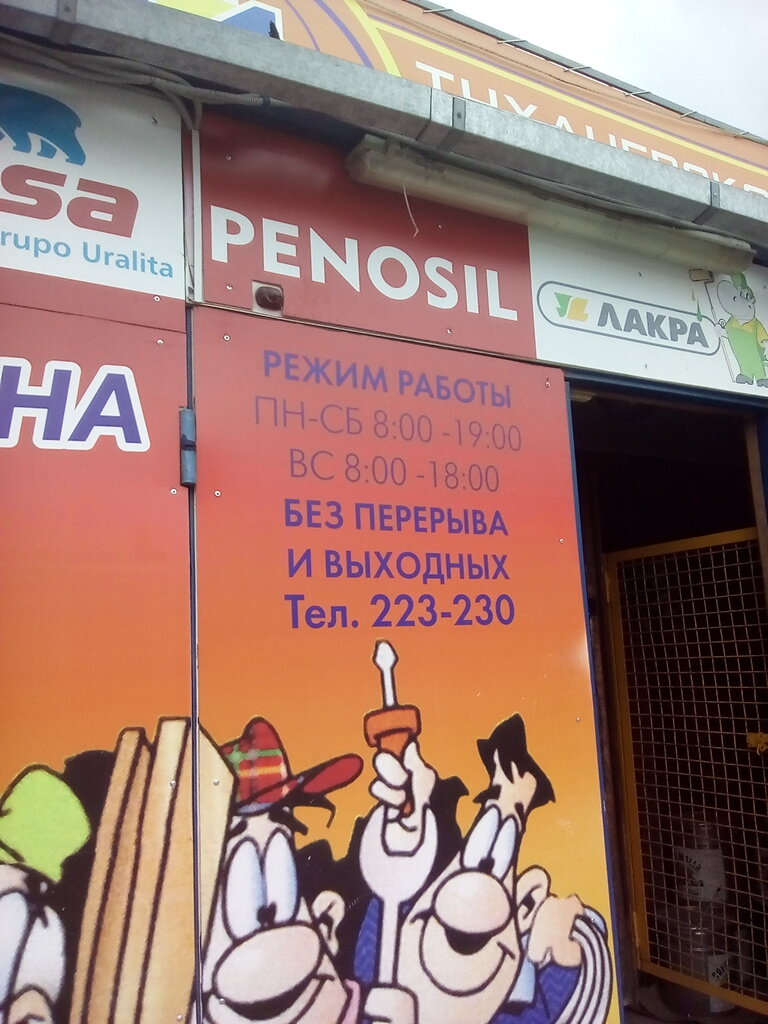 sa
rupo Uralita
PENOSIL
ЛАКРА
НА
РЕЖИМ РАБОТЫ
ПН-СБ 8:00 -19:00
ВС 8:00 -18:00
БЕЗ ПЕРЕРЫВА
И ВЫХОДНЫХ
Тел. 223-230